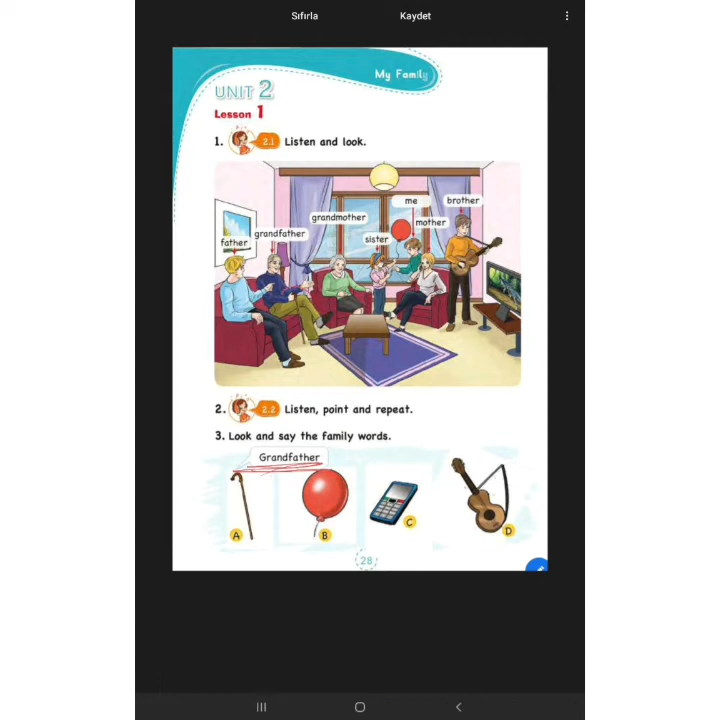 Sıfırla Kaydet
My Family
UNIT 2
Lesson 1
1. 2.1 Listen and look.
me brother
grandmother mother
grandfather sister
father
2. 2.2 Listen, point and repeat.
3. Look and say the family words.
Grandfather
A B C D
28